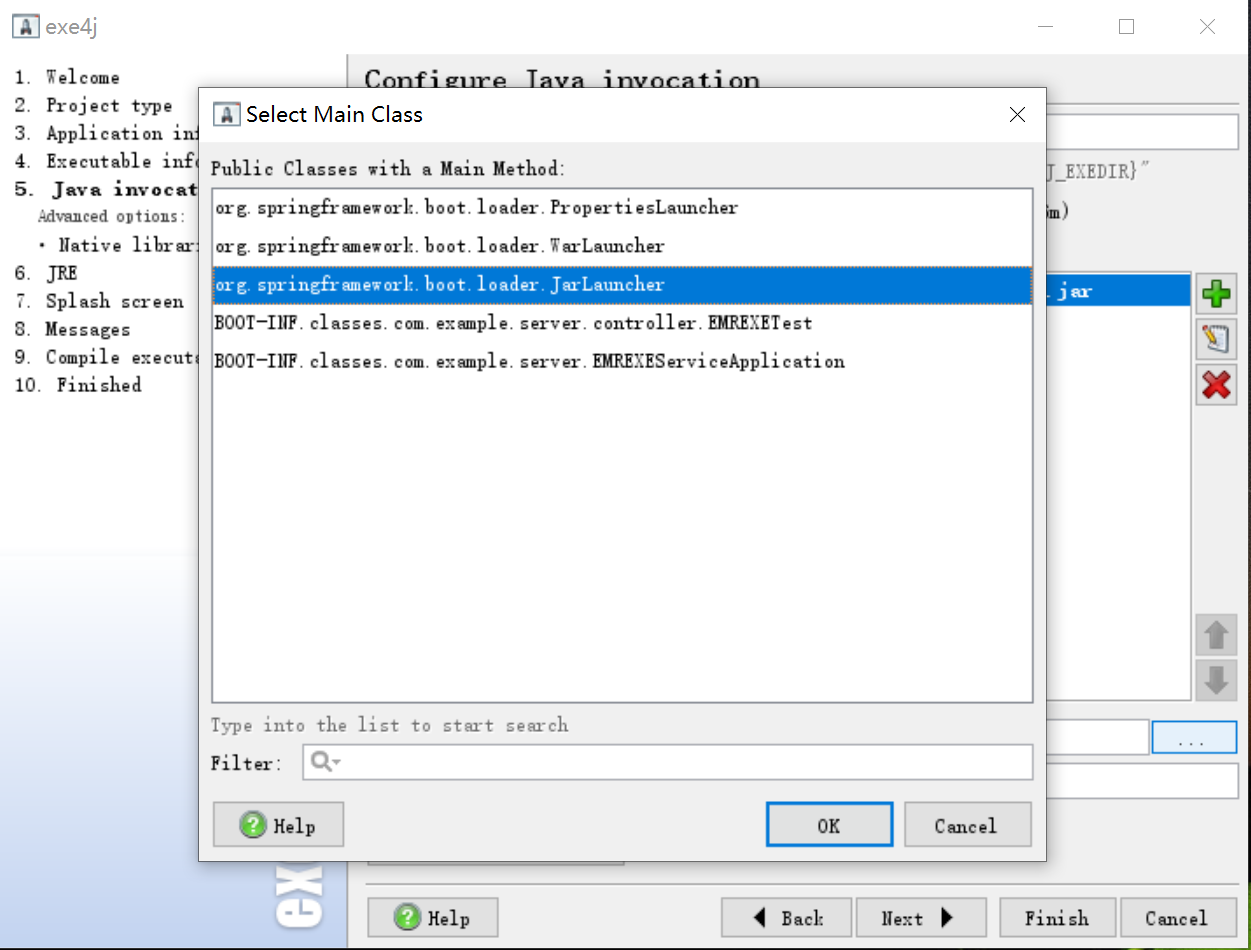 exe4j
1. Welcome
2. Project type
3. Application inf
4. Executable info
5. Java invocat
Advanced options:
• Native librar
6. JRE
7. Splash screen
8. Messages
9. Compile executa
10. Finished
Configure Java invocation
Select Main Class
Public Classes with a Main Method:
org.springframework.boot.loader.PropertiesLauncher
org.springframework.boot.loader.WarLauncher
org.springframework.boot.loader.JarLauncher
BOOT-INF.classes.com.example.server.controller.EMREXETest
BOOT-INF.classes.com.example.server.EMREXEServiceApplication
Type into the list to start search
Filter:
Help
OK
Cancel
J_EXEDIR}"
m)
.jar
...
exe
Help
Back
Next
Finish
Cancel